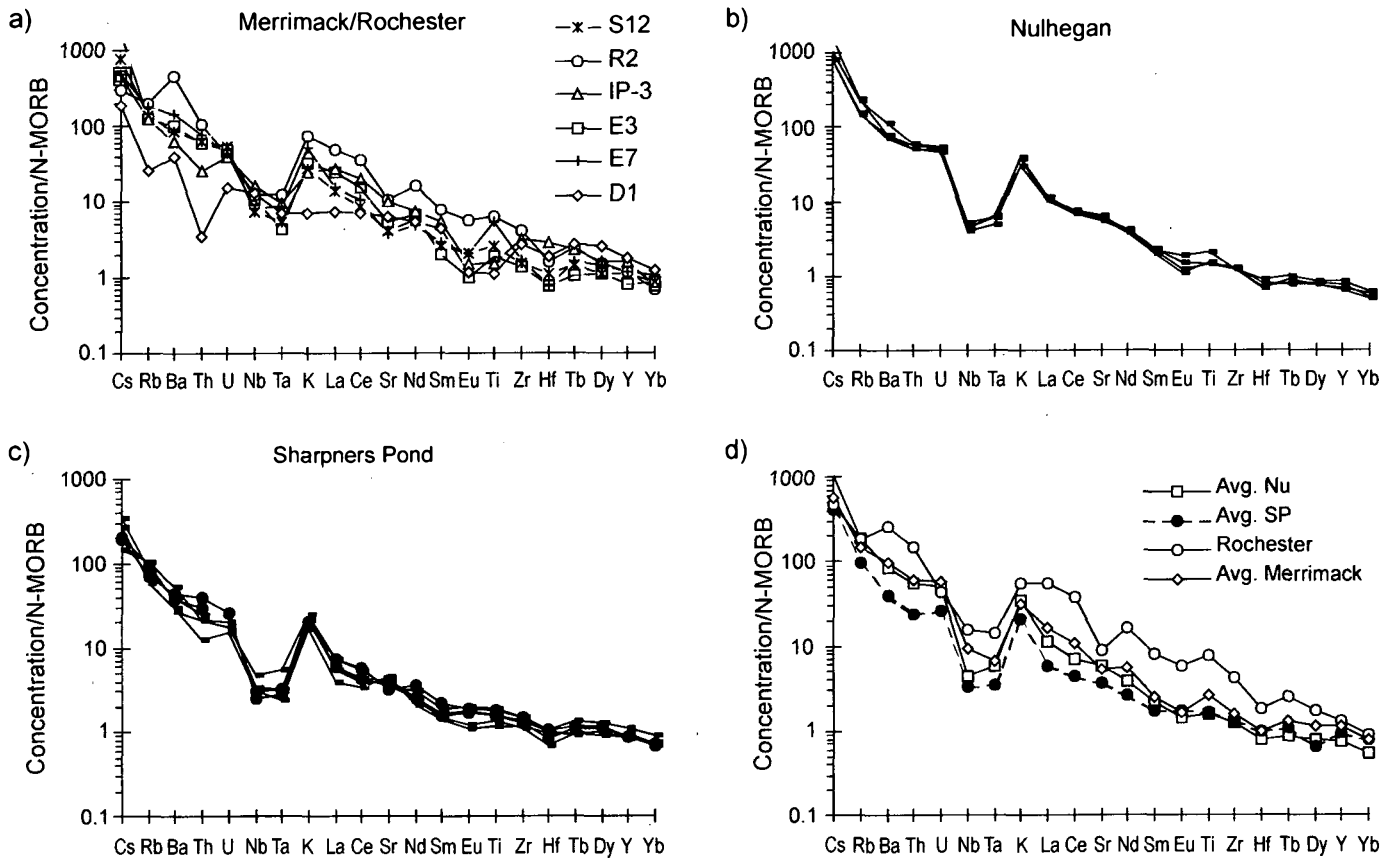 a)
Merrimack/Rochester
S12
R2
IP-3
E3
E7
D1
Concentration/N-MORB
1000
100
10
1
0.1
Cs Rb Ba Th U Nb Ta K La Ce Sr Nd Sm Eu Ti Zr Hf Tb Dy Y Yb
b)
Nulhegan
Concentration/N-MORB
1000
100
10
1
0.1
Cs Rb Ba Th U Nb Ta K La Ce Sr Nd Sm Eu Ti Zr Hf Tb Dy Y Yb
c)
Sharpners Pond
Concentration/N-MORB
1000
100
10
1
0.1
Cs Rb Ba Th U Nb Ta K La Ce Sr Nd Sm Eu Ti Zr Hf Tb Dy Y Yb
d)
Avg. Nu
Avg. SP
Rochester
Avg. Merrimack
Concentration/N-MORB
1000
100
10
1
0.1
Cs Rb Ba Th U Nb Ta K La Ce Sr Nd Sm Eu Ti Zr Hf Tb Dy Y Yb